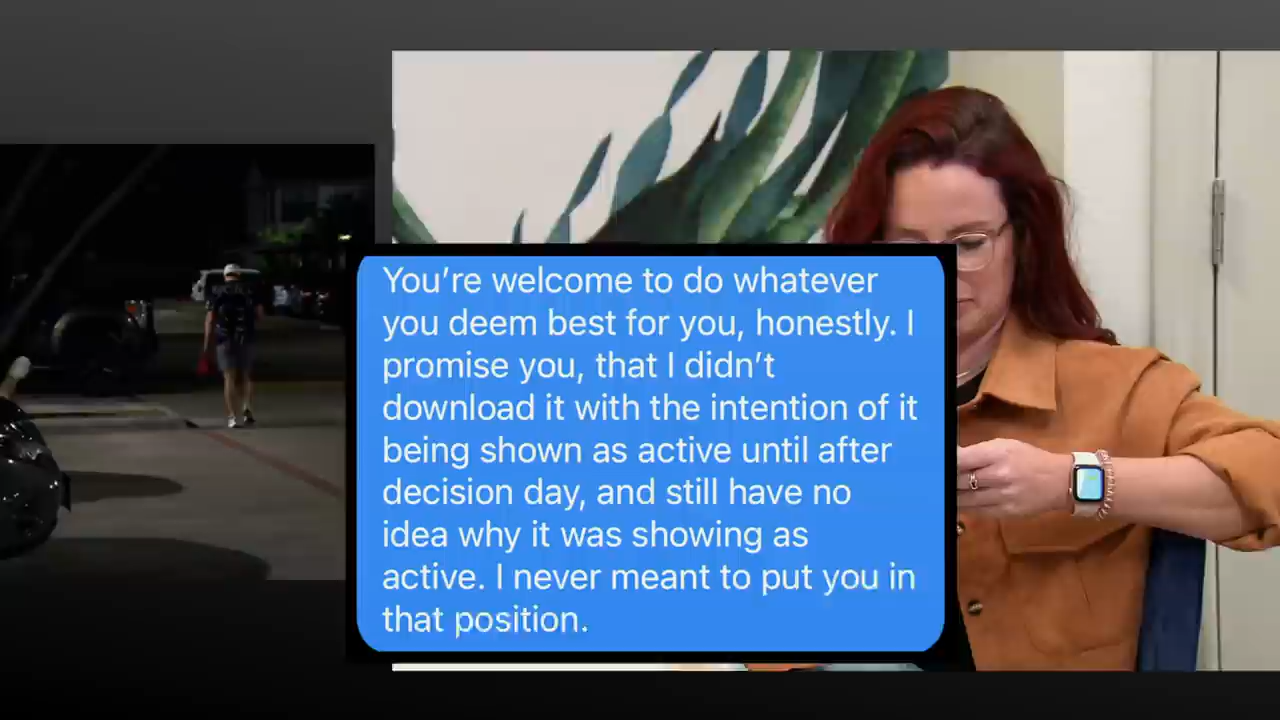 You’re welcome to do whatever
you deem best for you, honestly. I
promise you, that I didn’t
download it with the intention of it
being shown as active until after
decision day, and still have no
idea why it was showing as
active. I never meant to put you in
that position.